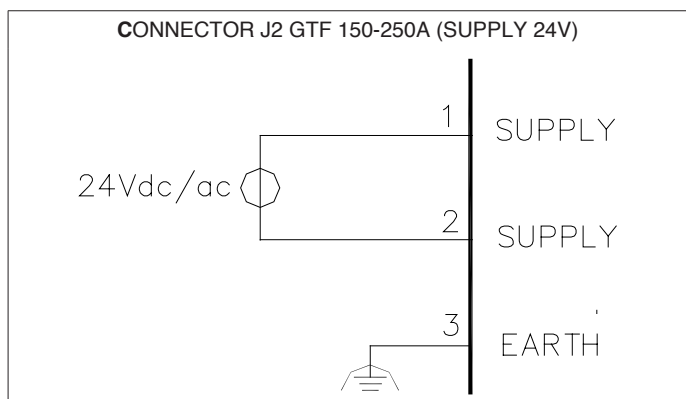 CONNECTOR J2 GTF 150-250A (SUPPLY 24V)
1 SUPPLY
24Vdc/ac
2 SUPPLY
3 EARTH